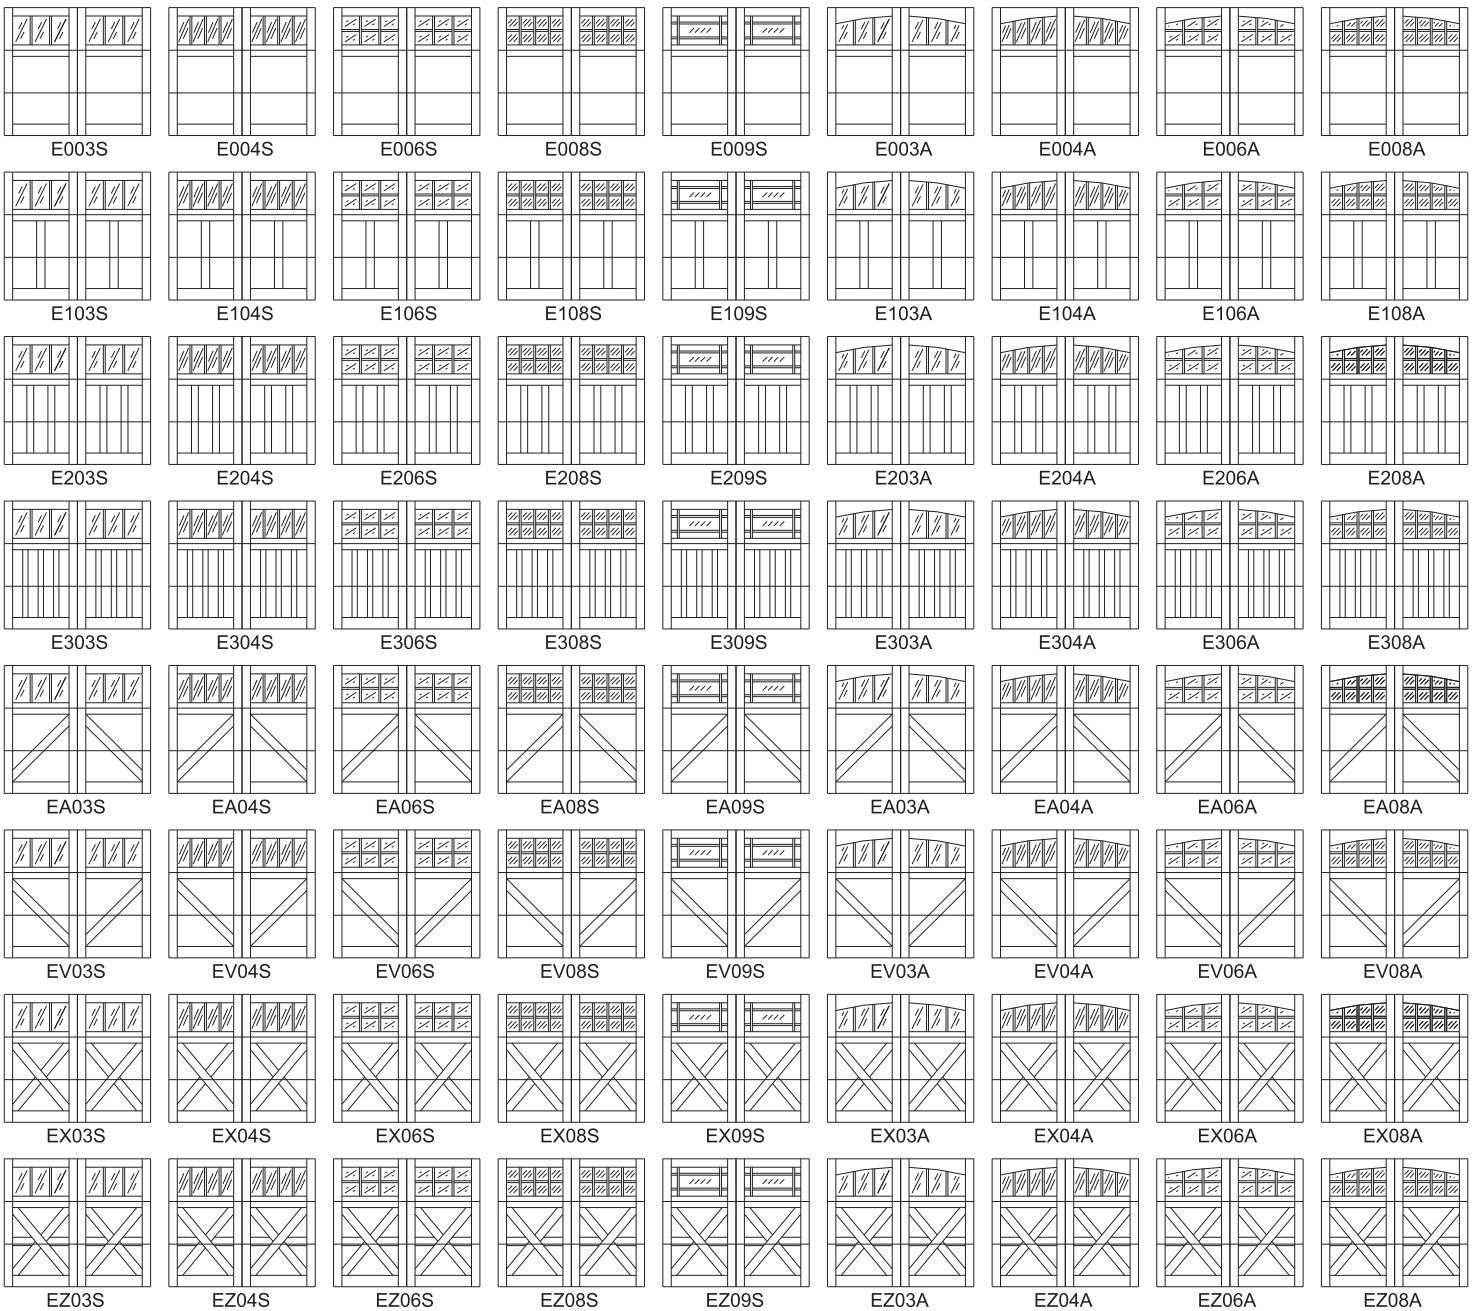 E003S E004S E006S E008S E009S E003A E004A E006A E008A
E103S E104S E106S E108S E109S E103A E104A E106A E108A
E203S E204S E206S E208S E209S E203A E204A E206A E208A
E303S E304S E306S E308S E309S E303A E304A E306A E308A
EA03S EA04S EA06S EA08S EA09S EA03A EA04A EA06A EA08A
EV03S EV04S EV06S EV08S EV09S EV03A EV04A EV06A EV08A
EX03S EX04S EX06S EX08S EX09S EX03A EX04A EX06A EX08A
EZ03S EZ04S EZ06S EZ08S EZ09S EZ03A EZ04A EZ06A EZ08A